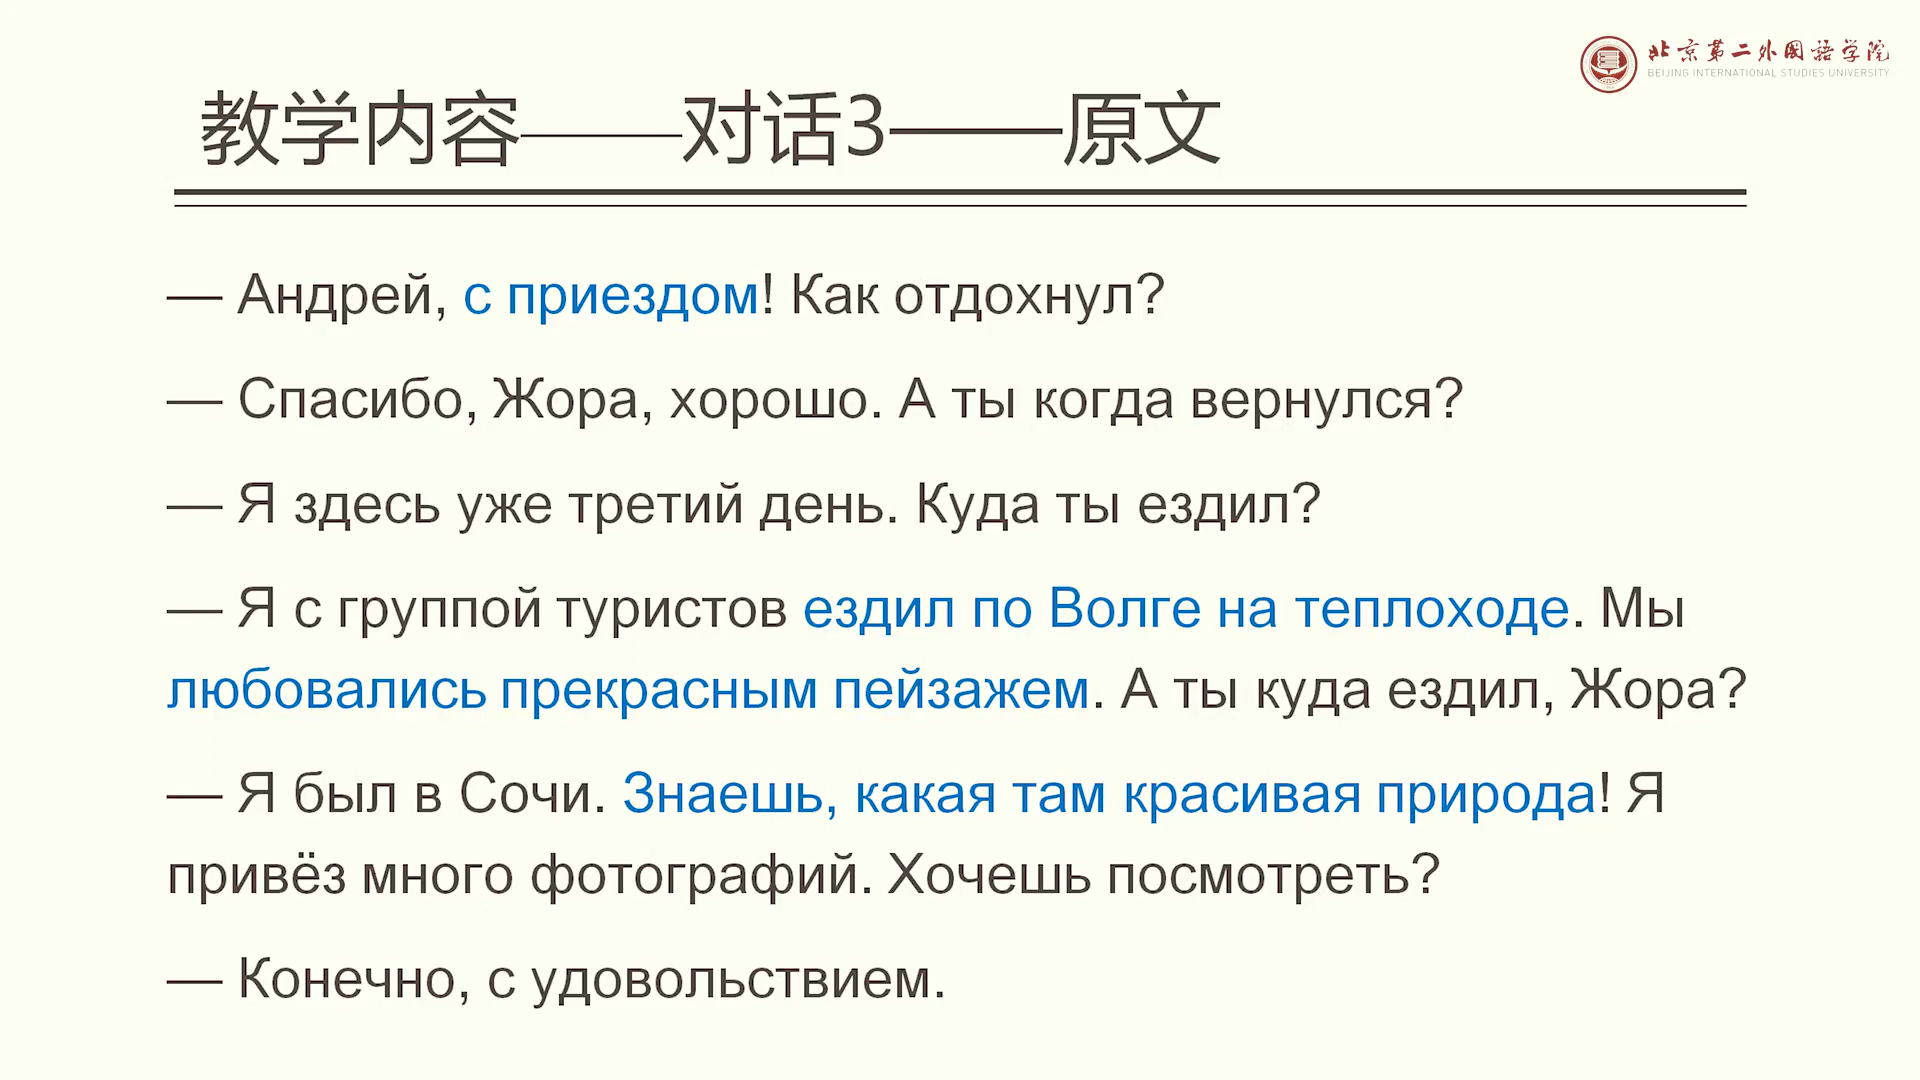 北京第二外国語学院
BEIJING INTERNATIONAL STUDIES UNIVERSITY
教学内容——对话3——原文
— Андрей, с приездом! Как отдохнул?
— Спасибо, Жора, хорошо. А ты когда вернулся?
— Я здесь уже третий день. Куда ты ездил?
— Я с группой туристов ездил по Волге на теплоходе. Мы
любовались прекрасным пейзажем. А ты куда ездил, Жора?
— Я был в Сочи. Знаешь, какая там красивая природа! Я
привёз много фотографий. Хочешь посмотреть?
— Конечно, с удовольствием.